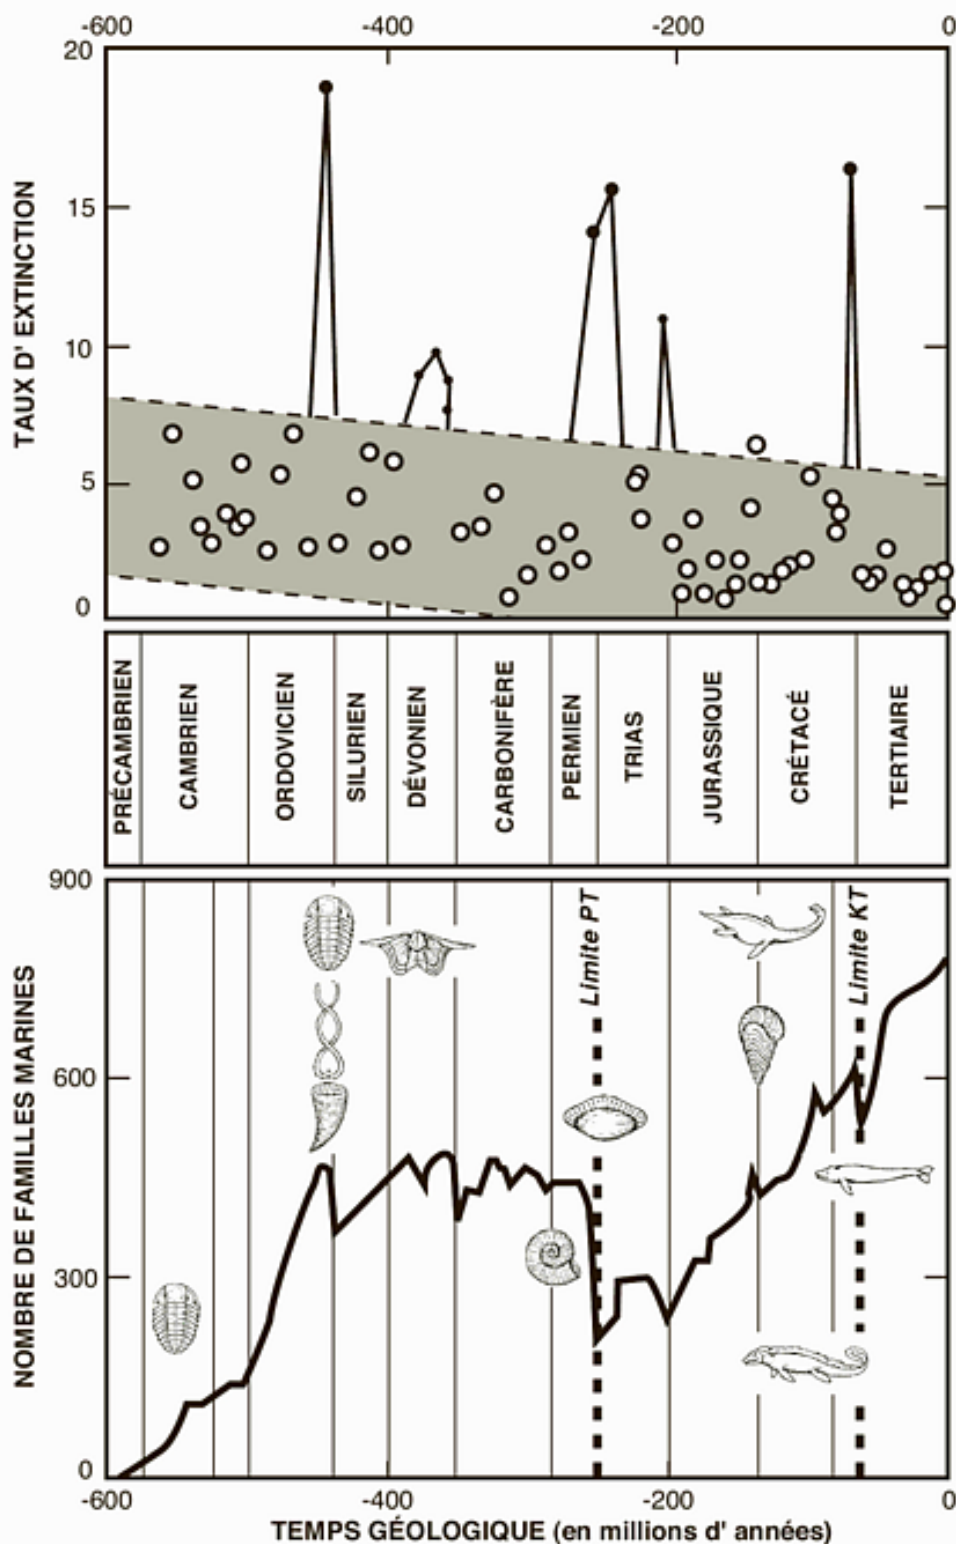 -600 -400 -200 0
20
15
10
5
0
TAUX D' EXTINCTION
PRÉCAMBRIEN
CAMBRIEN
ORDOVICIEN
SILURIEN
DÉVONIEN
CARBONIFÈRE
PERMIEN
TRIAS
JURASSIQUE
CRÉTACÉ
TERTIAIRE
900
600
300
0
NOMBRE DE FAMILLES MARINES
Limite PT
Limite KT
-600 -400 -200 0
TEMPS GÉOLOGIQUE (en millions d' années)